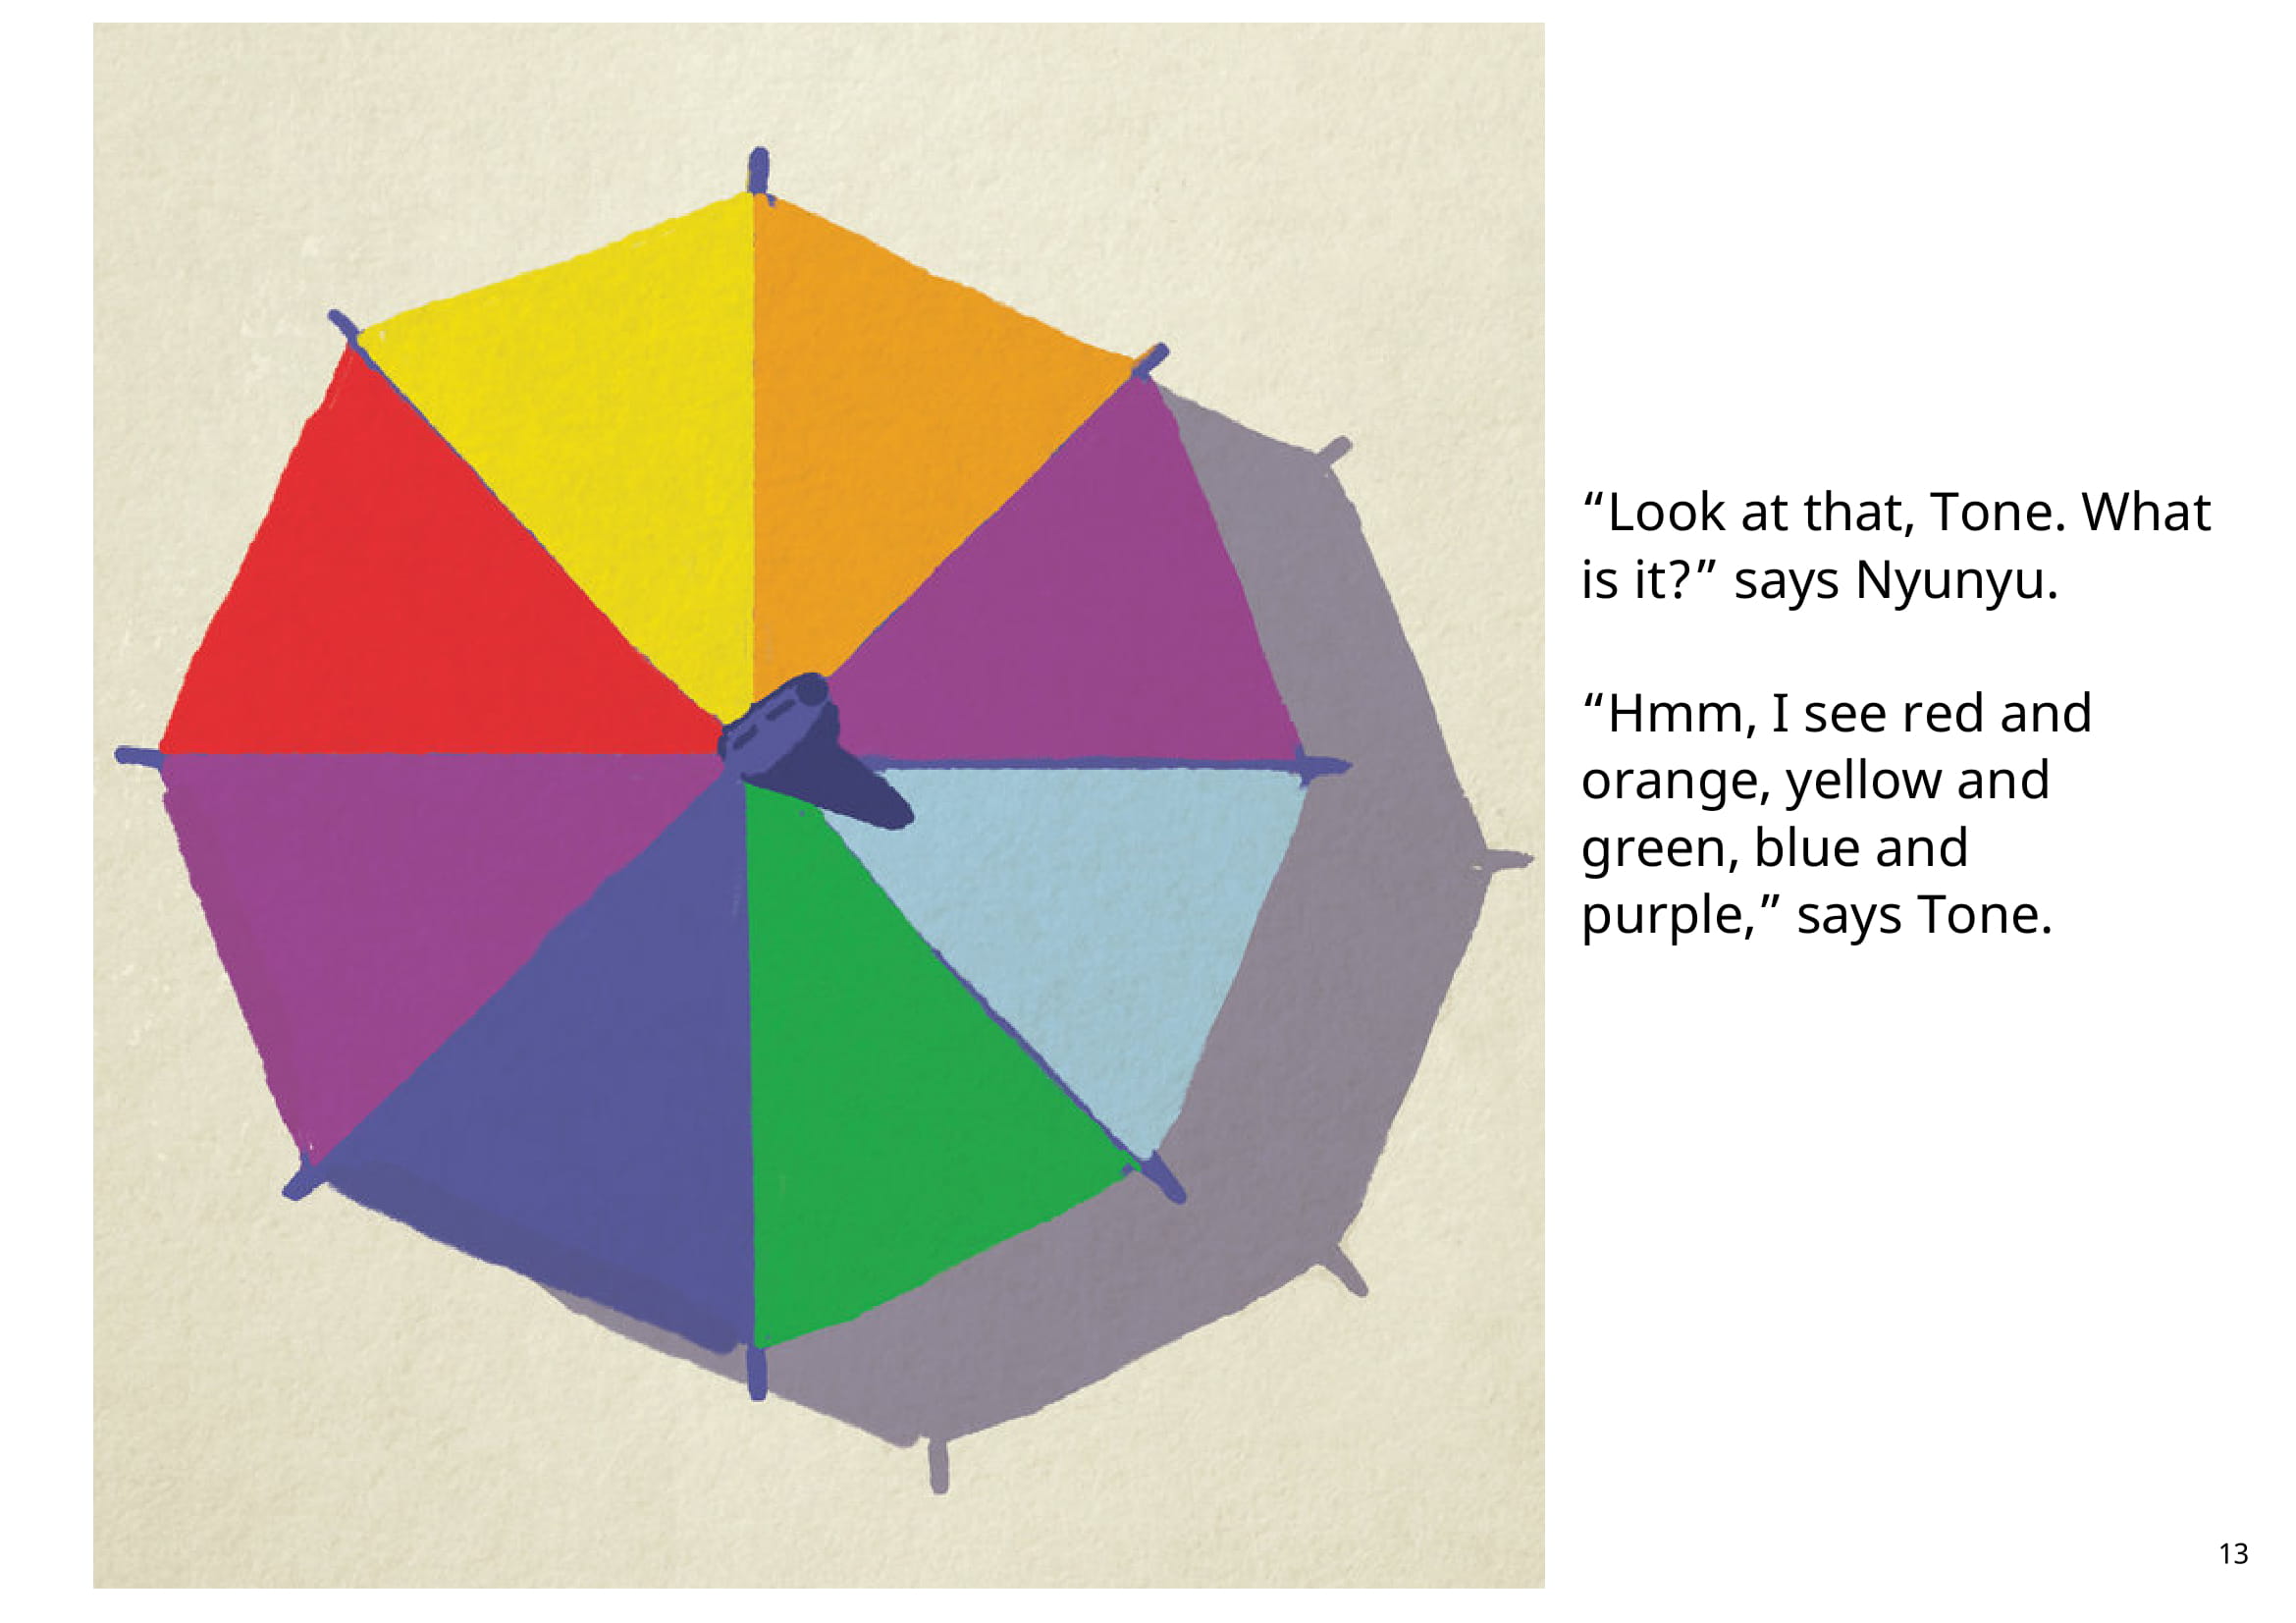 “Look at that, Tone. What
is it?” says Nyunyu.
“Hmm, I see red and
orange, yellow and
green, blue and
purple,” says Tone.
13